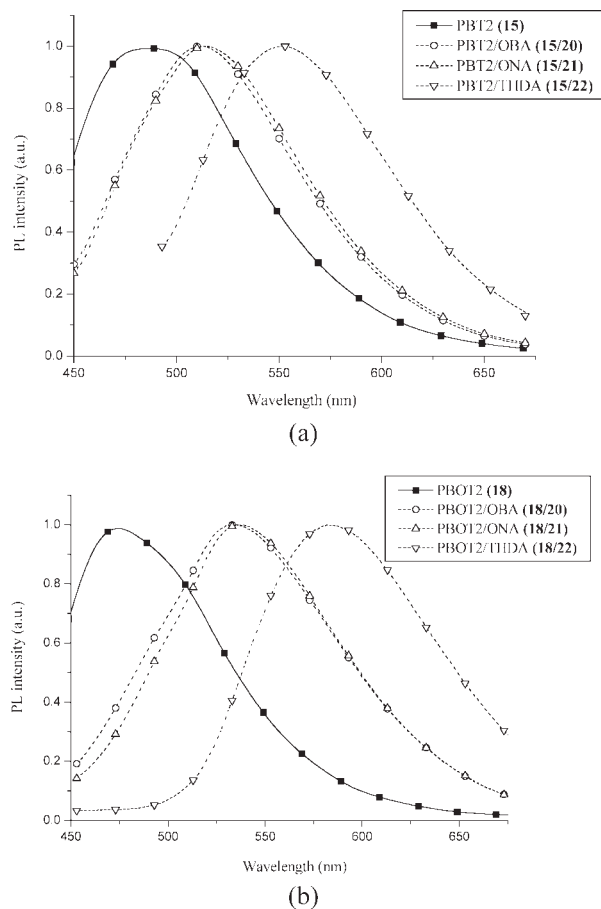 PBT2 (15)
PBT2/OBA (15/20)
PBT2/ONA (15/21)
PBT2/THDA (15/22)
PL intensity (a.u.)
1.0
0.8
0.6
0.4
0.2
0.0
450 500 550 600 650
Wavelength (nm)
(a)
PBOT2 (18)
PBOT2/OBA (18/20)
PBOT2/ONA (18/21)
PBOT2/THDA (18/22)
PL intensity (a.u.)
1.0
0.8
0.6
0.4
0.2
0.0
450 500 550 600 650
Wavelength (nm)
(b)